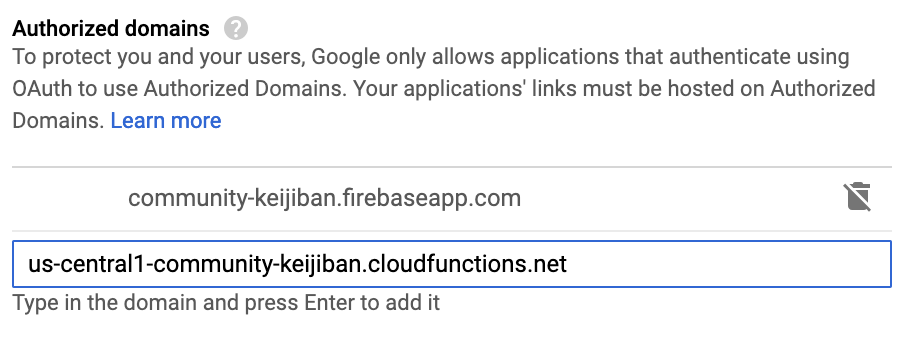 Authorized domains ?
To protect you and your users, Google only allows applications that authenticate using
OAuth to use Authorized Domains. Your applications' links must be hosted on Authorized
Domains. Learn more
community-keijiban.firebaseapp.com
us-central1-community-keijiban.cloudfunctions.net
Type in the domain and press Enter to add it